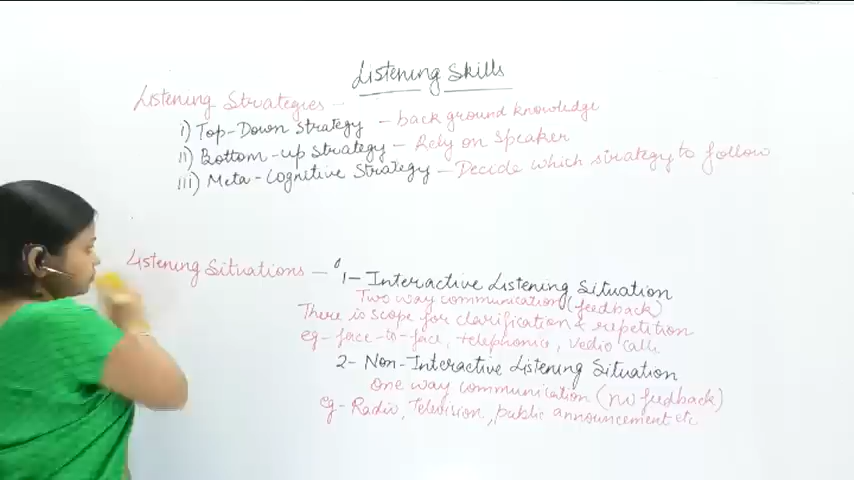 Listening Skills
Listening Strategies -
i) Top-Down Strategy - back ground knowledge
ii) Bottom-up Strategy - Rely on Speaker
iii) Meta-Cognitive Strategy - Decide which strategy to follow
Listening Situations - 1- Interactive Listening Situation
Two way communication (feedback)
There is scope for clarification & repetition
eg- face-to-face, telephonic, vedio call
2- Non-Interactive Listening Situation
One way communication (no feedback)
eg- Radio, Television, public announcement etc